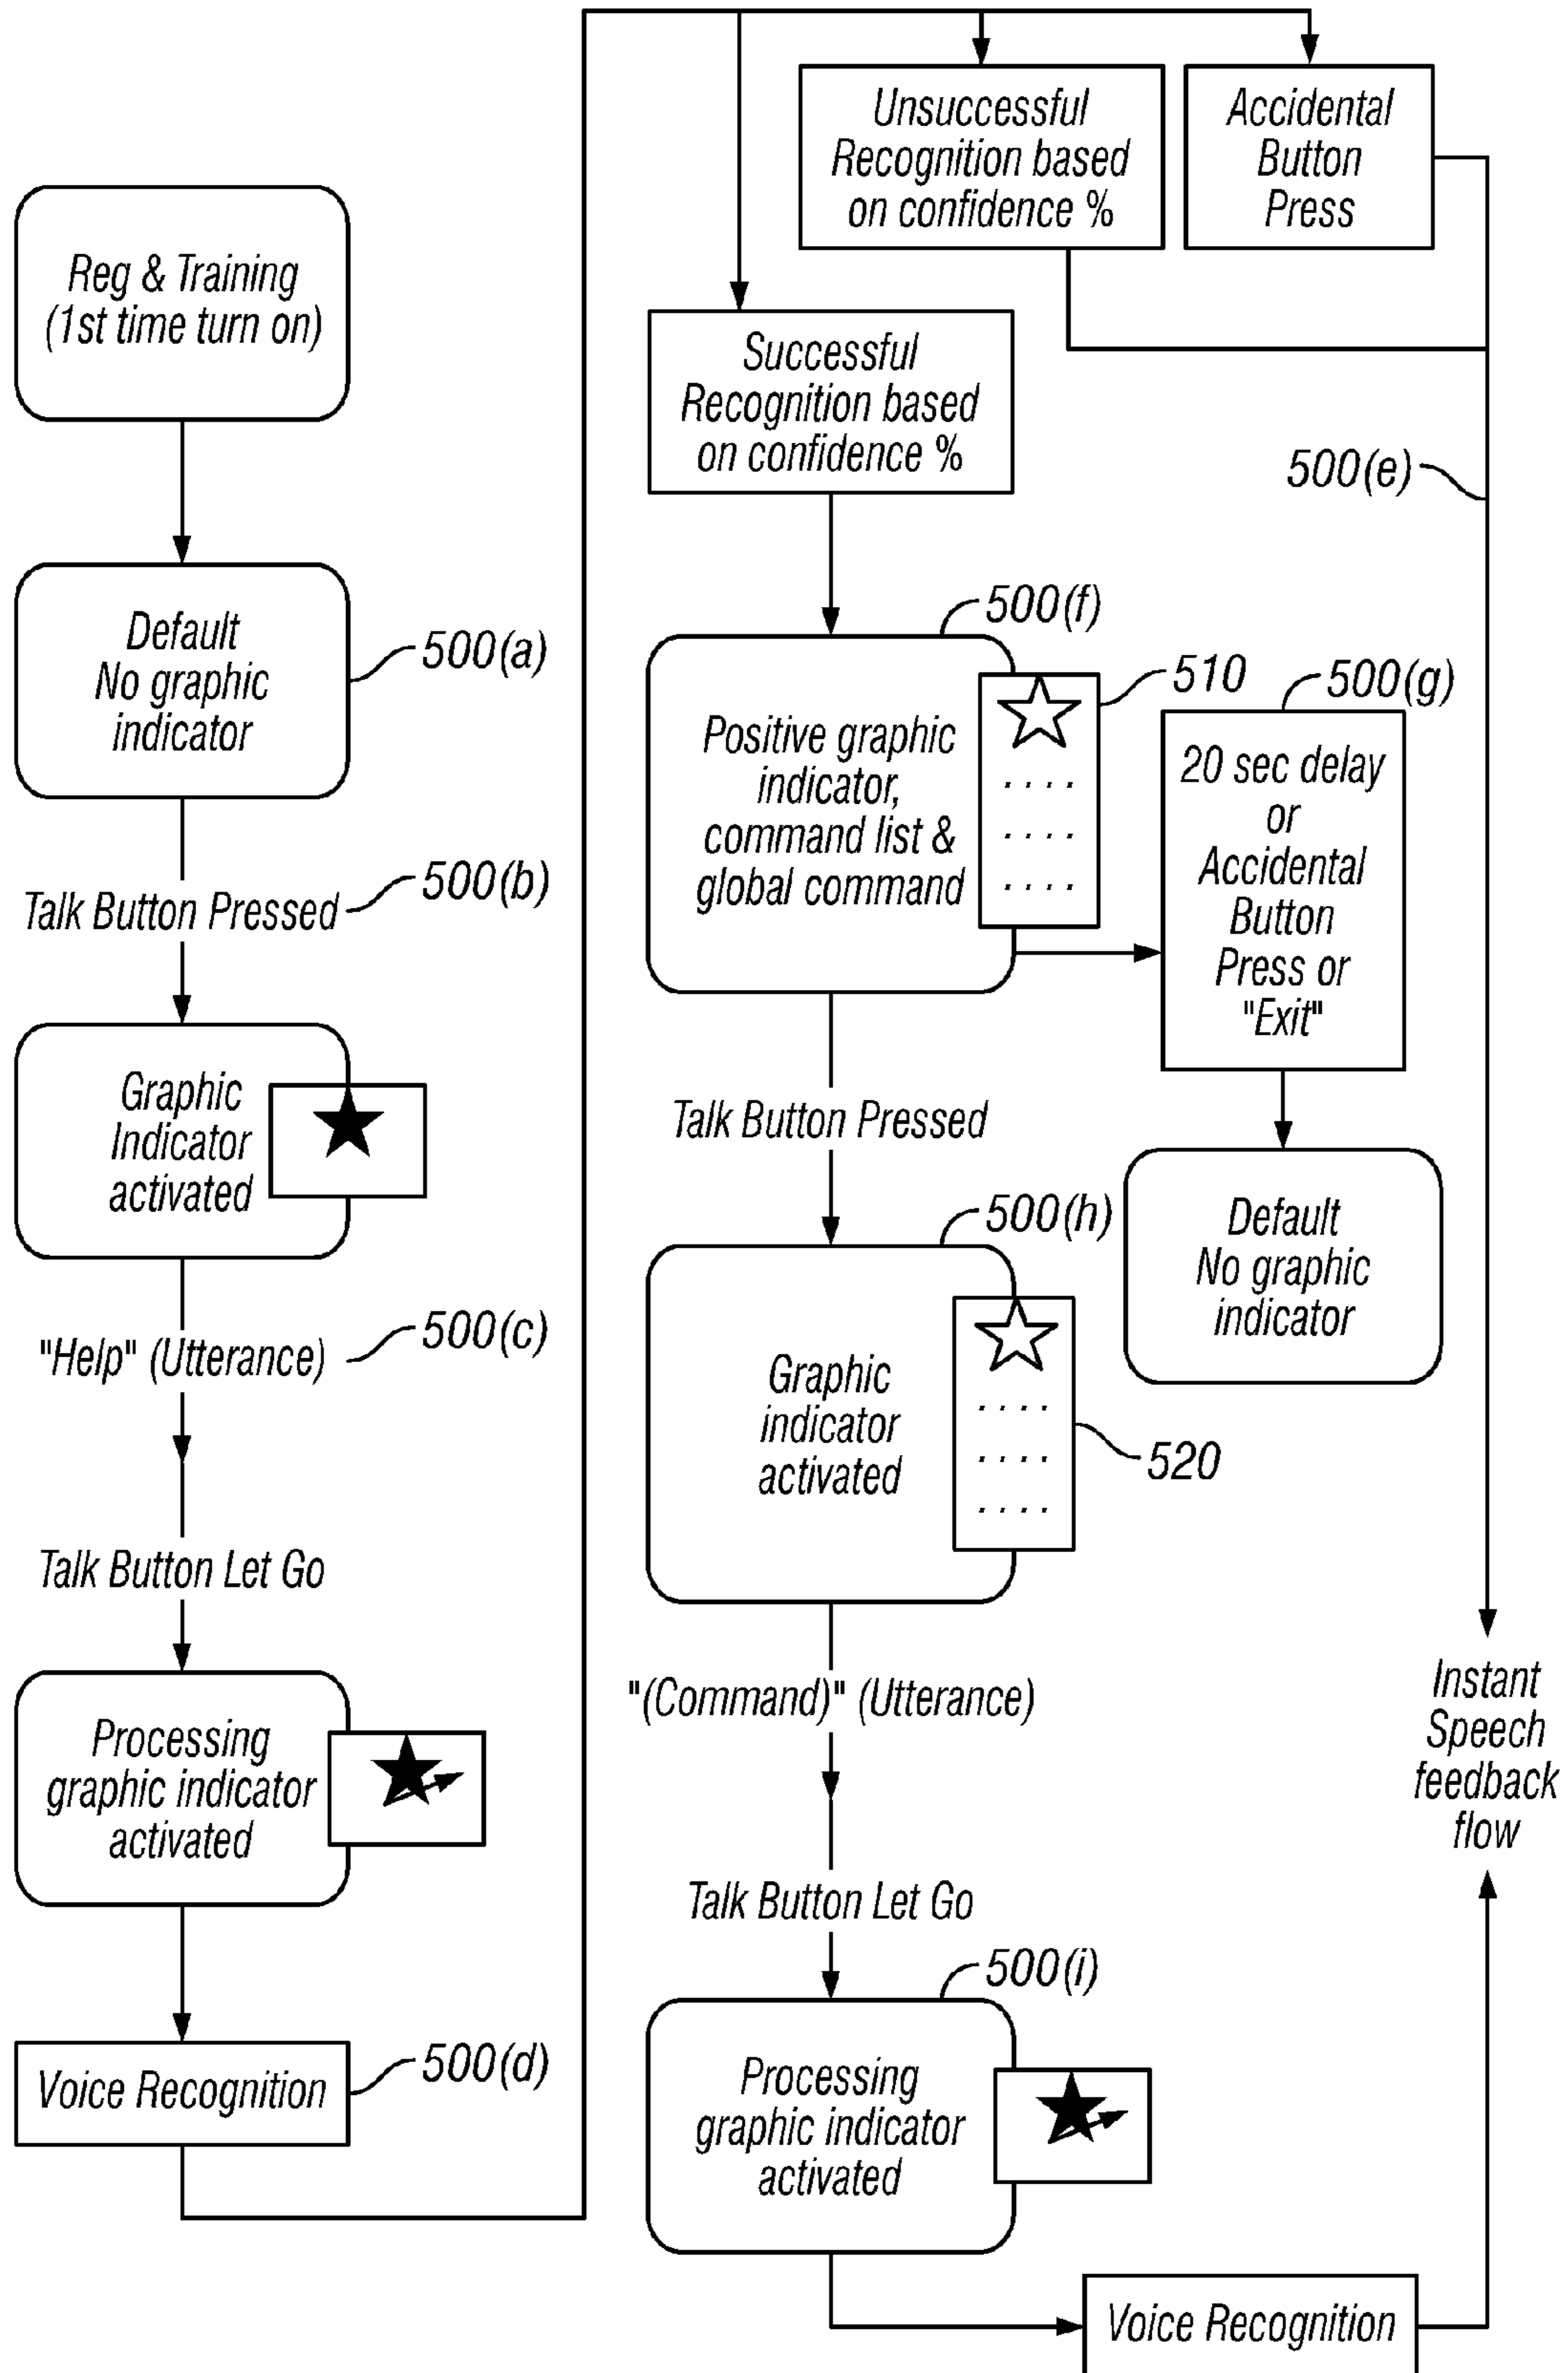 Reg & Training
(1st time turn on)
Default
No graphic
indicator
500(a)
Talk Button Pressed
500(b)
Graphic
Indicator
activated
"Help" (Utterance)
500(c)
Talk Button Let Go
Processing
graphic indicator
activated
Voice Recognition
500(d)
Unsuccessful
Recognition based
on confidence %
Accidental
Button
Press
Successful
Recognition based
on confidence %
500(e)
500(f)
Positive graphic
indicator,
command list &
global command
. . . .
. . . .
. . . .
510
500(g)
20 sec delay
or
Accidental
Button
Press or
"Exit"
Default
No graphic
indicator
Talk Button Pressed
500(h)
Graphic
indicator
activated
. . . .
. . . .
. . . .
520
"(Command)" (Utterance)
Talk Button Let Go
500(i)
Processing
graphic indicator
activated
Voice Recognition
Instant
Speech
feedback
flow